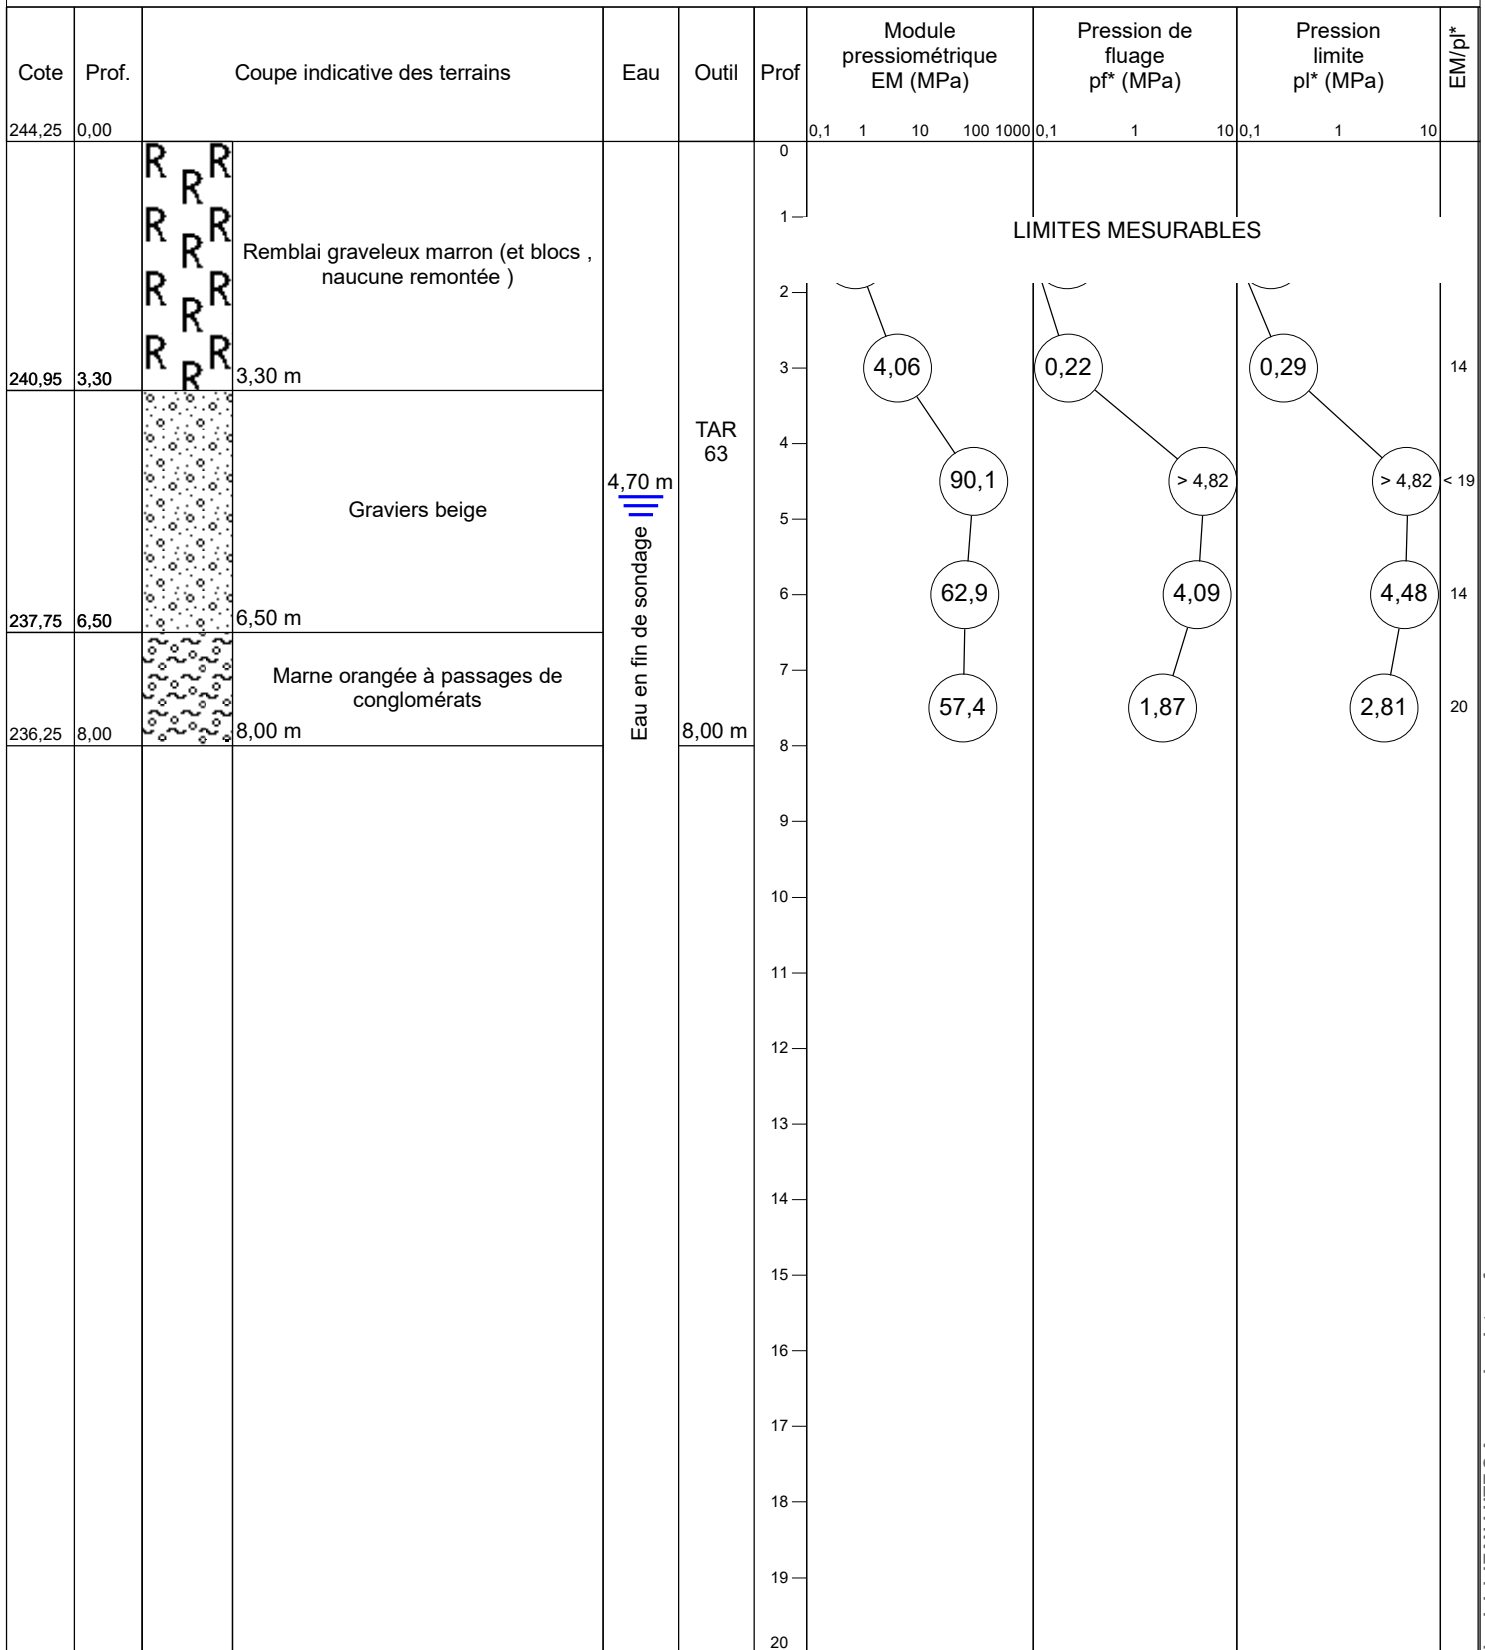 Cote
Prof.
Coupe indicative des terrains
Eau
Outil
Prof
Module
pressiométrique
EM (MPa)
Pression de
fluage
pf* (MPa)
Pression
limite
pl* (MPa)
EM/pl*
244,25 0,00
0,1 1 10 100 1000 0,1 1 10 0,1 1 10
0
R R R
R R R
R R R
R R R
1
LIMITES MESURABLES
Remblai graveleux marron (et blocs ,
naucune remontée )
2
240,95 3,30 3,30 m
3 4,06 0,22 0,29 14
TAR
63
4
4,70 m
90,1 > 4,82 > 4,82 < 19
Graviers beige
5
Eau en fin de sondage
6 62,9 4,09 4,48 14
237,75 6,50 6,50 m
Marne orangée à passages de
conglomérats
7
57,4 1,87 2,81 20
236,25 8,00 8,00 m 8,00 m
8
9
10
11
12
13
14
15
16
17
18
19
20